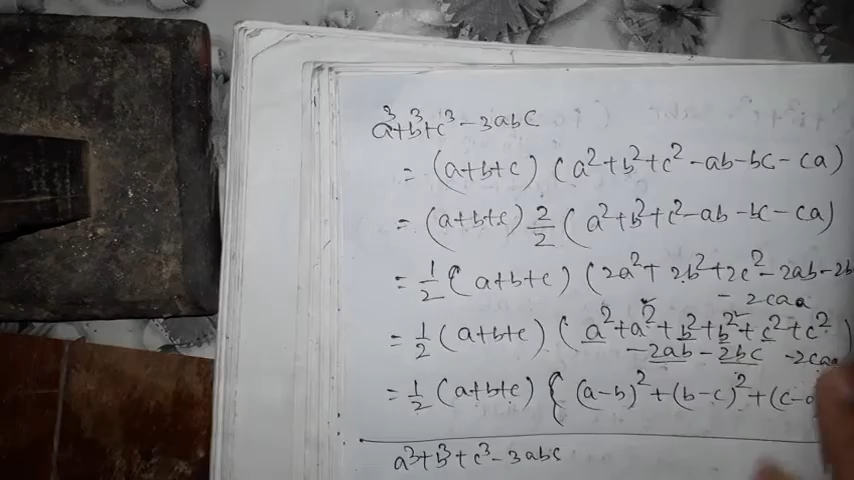 a³+b³+c³-3abc
= (a+b+c) (a²+b²+c²-ab-bc-ca)
= (a+b+c) 2/2 (a²+b²+c²-ab-bc-ca)
= 1/2 (a+b+c) (2a²+2b²+2c²-2ab-2b
-2ca
= 1/2 (a+b+c) (a²+a²+b²+b²+c²+c²
-2ab-2bc-2ca)
= 1/2 (a+b+c) { (a-b)²+(b-c)²+(c-
a³+b³+c³-3abc